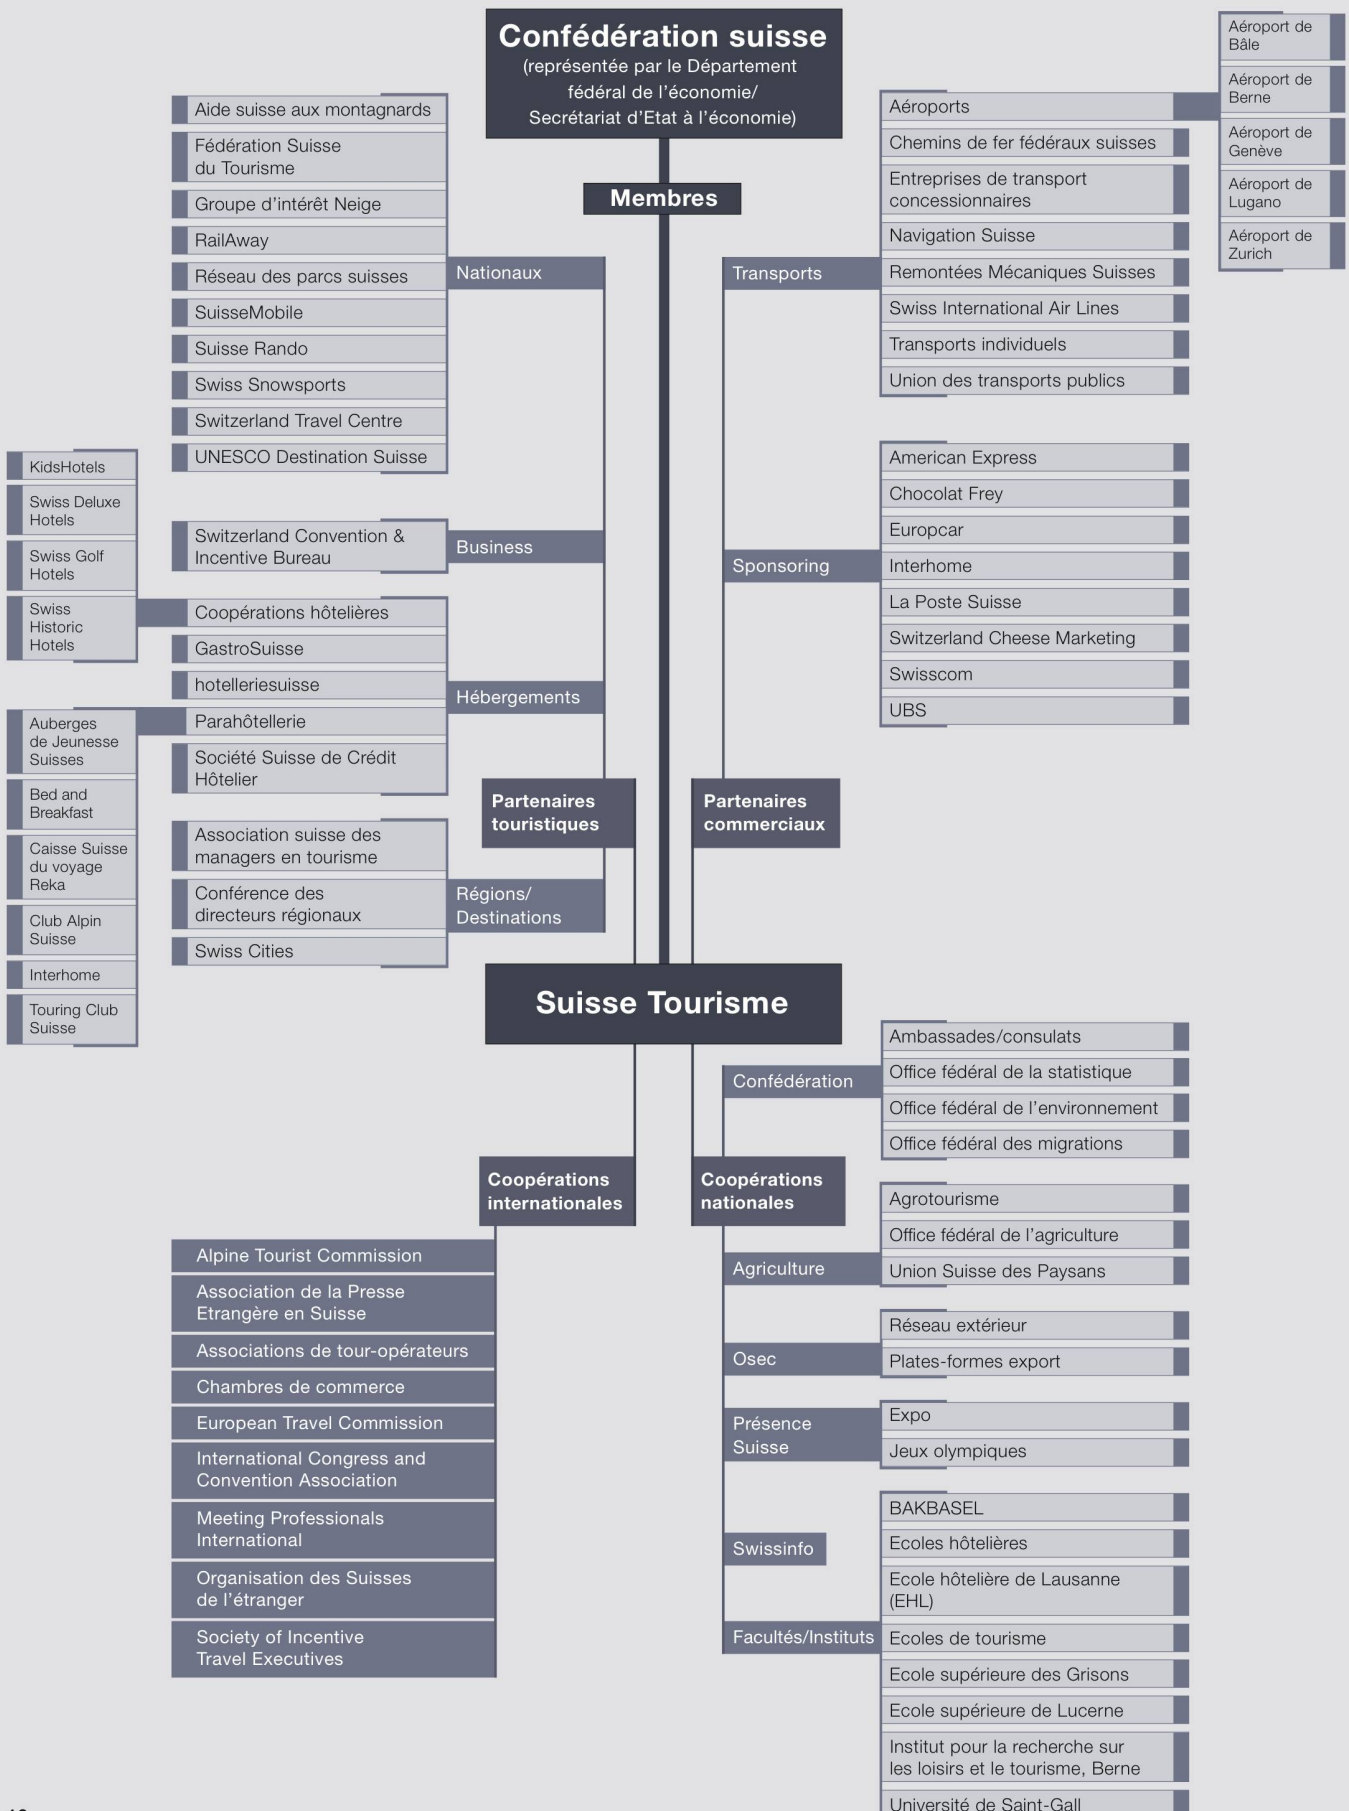 Confédération suisse
(représentée par le Département
fédéral de l'économie/
Secrétariat d'Etat à l'économie)
Membres
Aide suisse aux montagnards
Fédération Suisse
du Tourisme
Groupe d'intérêt Neige
RailAway
Réseau des parcs suisses
SuisseMobile
Suisse Rando
Swiss Snowsports
Switzerland Travel Centre
UNESCO Destination Suisse
Nationaux
Switzerland Convention &
Incentive Bureau
Business
KidsHotels
Swiss Deluxe
Hotels
Swiss Golf
Hotels
Swiss
Historic
Hotels
Coopérations hôtelières
GastroSuisse
hotelleriesuisse
Parahôtellerie
Société Suisse de Crédit
Hôtelier
Hébergements
Auberges
de Jeunesse
Suisses
Bed and
Breakfast
Caisse Suisse
du voyage
Reka
Club Alpin
Suisse
Interhome
Touring Club
Suisse
Association suisse des
managers en tourisme
Conférence des
directeurs régionaux
Swiss Cities
Régions/
Destinations
Partenaires
touristiques
Partenaires
commerciaux
Transports
Aéroports
Chemins de fer fédéraux suisses
Entreprises de transport
concessionnaires
Navigation Suisse
Remontées Mécaniques Suisses
Swiss International Air Lines
Transports individuels
Union des transports publics
Aéroport de
Bâle
Aéroport de
Berne
Aéroport de
Genève
Aéroport de
Lugano
Aéroport de
Zurich
Sponsoring
American Express
Chocolat Frey
Europcar
Interhome
La Poste Suisse
Switzerland Cheese Marketing
Swisscom
UBS
Suisse Tourisme
Coopérations
internationales
Alpine Tourist Commission
Association de la Presse
Etrangère en Suisse
Associations de tour-opérateurs
Chambres de commerce
European Travel Commission
International Congress and
Convention Association
Meeting Professionals
International
Organisation des Suisses
de l'étranger
Society of Incentive
Travel Executives
Coopérations
nationales
Confédération
Ambassades/consulats
Office fédéral de la statistique
Office fédéral de l'environnement
Office fédéral des migrations
Agriculture
Agrotourisme
Office fédéral de l'agriculture
Union Suisse des Paysans
Osec
Réseau extérieur
Plates-formes export
Présence
Suisse
Expo
Jeux olympiques
Swissinfo
Facultés/Instituts
BAKBASEL
Ecoles hôtelières
Ecole hôtelière de Lausanne
(EHL)
Ecoles de tourisme
Ecole supérieure des Grisons
Ecole supérieure de Lucerne
Institut pour la recherche sur
les loisirs et le tourisme, Berne
Université de Saint-Gall